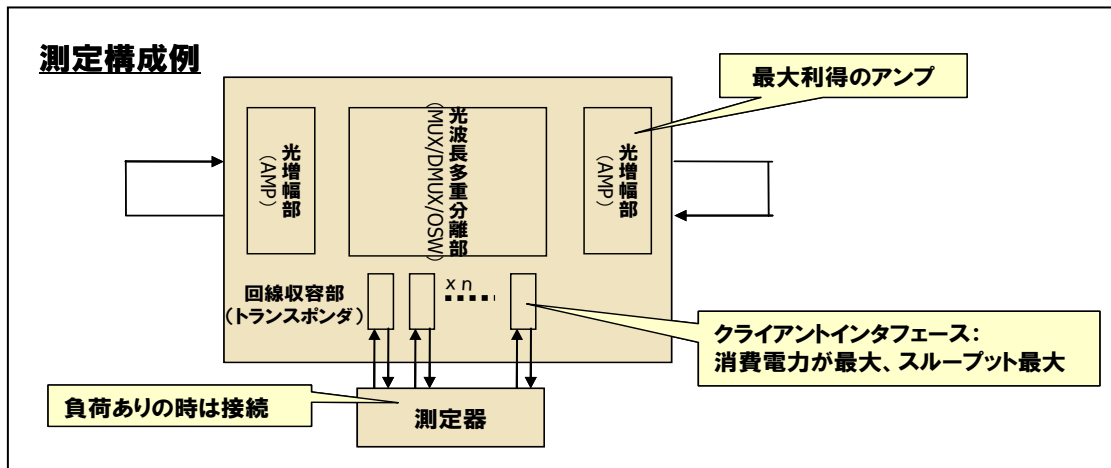 測定構成例
最大利得のアンプ
光増幅部
(AMP)
光波長多重分離部
(MUX/DMUX/OSW)
光増幅部
(AMP)
回線収容部
(トランスポンダ)
x n
クライアントインタフェース:
消費電力が最大、スループット最大
負荷ありの時は接続
測定器